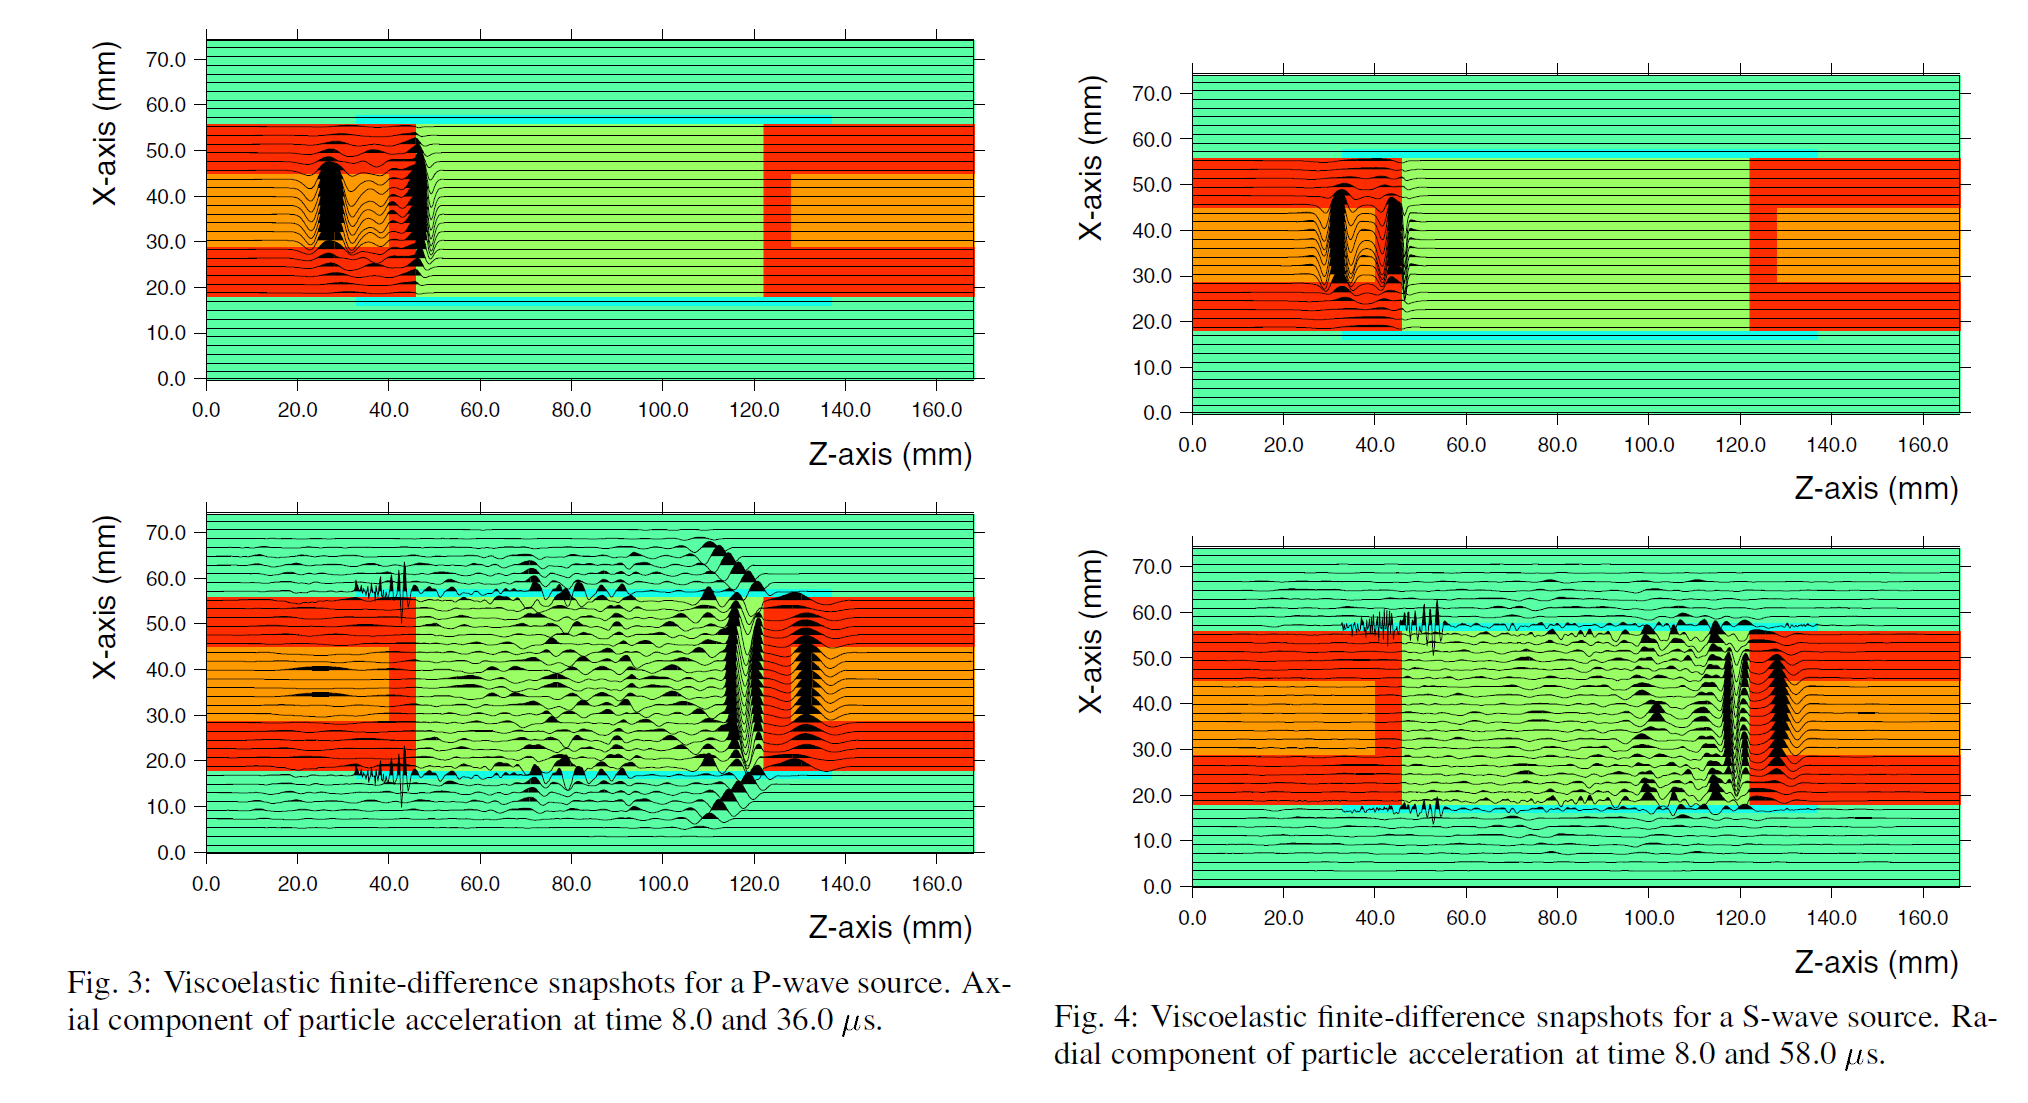 X-axis (mm)
70.0
60.0
50.0
40.0
30.0
20.0
10.0
0.0
0.0 20.0 40.0 60.0 80.0 100.0 120.0 140.0 160.0
Z-axis (mm)
X-axis (mm)
70.0
60.0
50.0
40.0
30.0
20.0
10.0
0.0
0.0 20.0 40.0 60.0 80.0 100.0 120.0 140.0 160.0
Z-axis (mm)
Fig. 3: Viscoelastic finite-difference snapshots for a P-wave source. Ax-
ial component of particle acceleration at time 8.0 and 36.0 μs.
X-axis (mm)
70.0
60.0
50.0
40.0
30.0
20.0
10.0
0.0
0.0 20.0 40.0 60.0 80.0 100.0 120.0 140.0 160.0
Z-axis (mm)
X-axis (mm)
70.0
60.0
50.0
40.0
30.0
20.0
10.0
0.0
0.0 20.0 40.0 60.0 80.0 100.0 120.0 140.0 160.0
Z-axis (mm)
Fig. 4: Viscoelastic finite-difference snapshots for a S-wave source. Ra-
dial component of particle acceleration at time 8.0 and 58.0 μs.